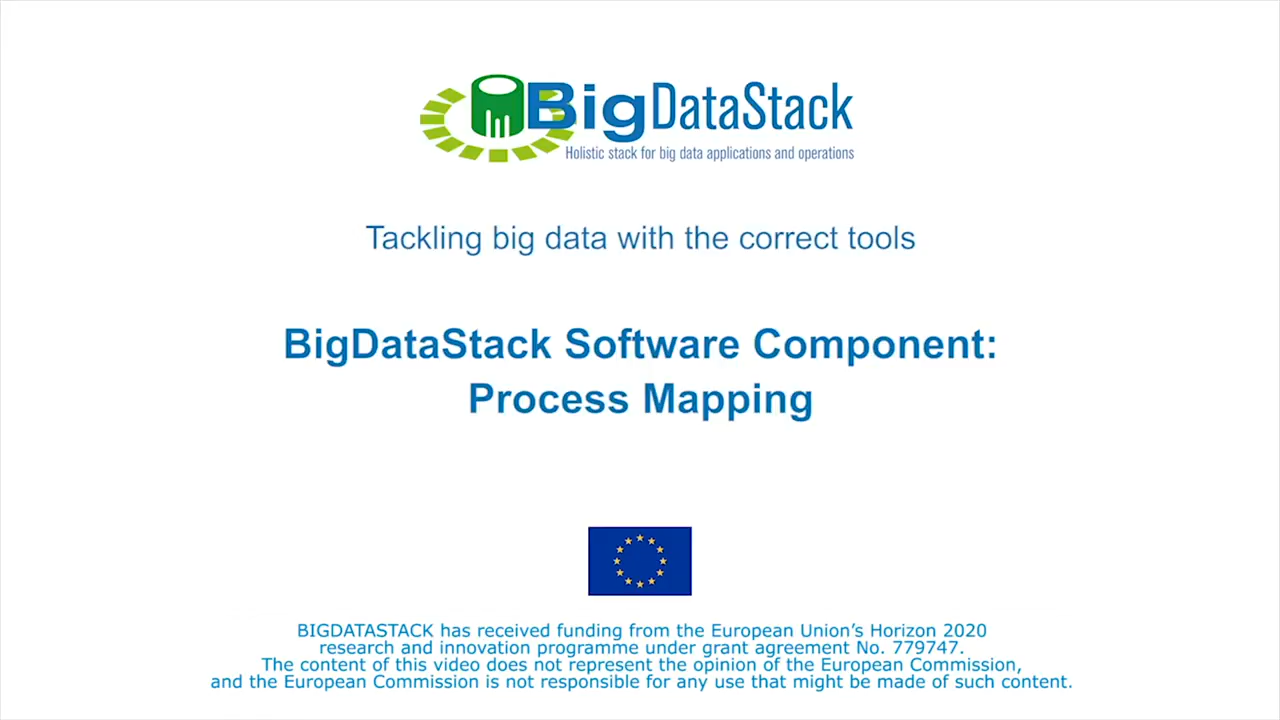 BigDataStack
Holistic stack for big data applications and operations
Tackling big data with the correct tools
BigDataStack Software Component:
Process Mapping
BIGDATASTACK has received funding from the European Union’s Horizon 2020
research and innovation programme under grant agreement No. 779747.
The content of this video does not represent the opinion of the European Commission,
and the European Commission is not responsible for any use that might be made of such content.